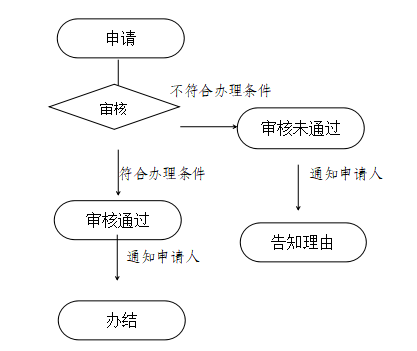 申请
不符合办理条件
审核
审核未通过
符合办理条件
通知申请人
审核通过
告知理由
通知申请人
办结